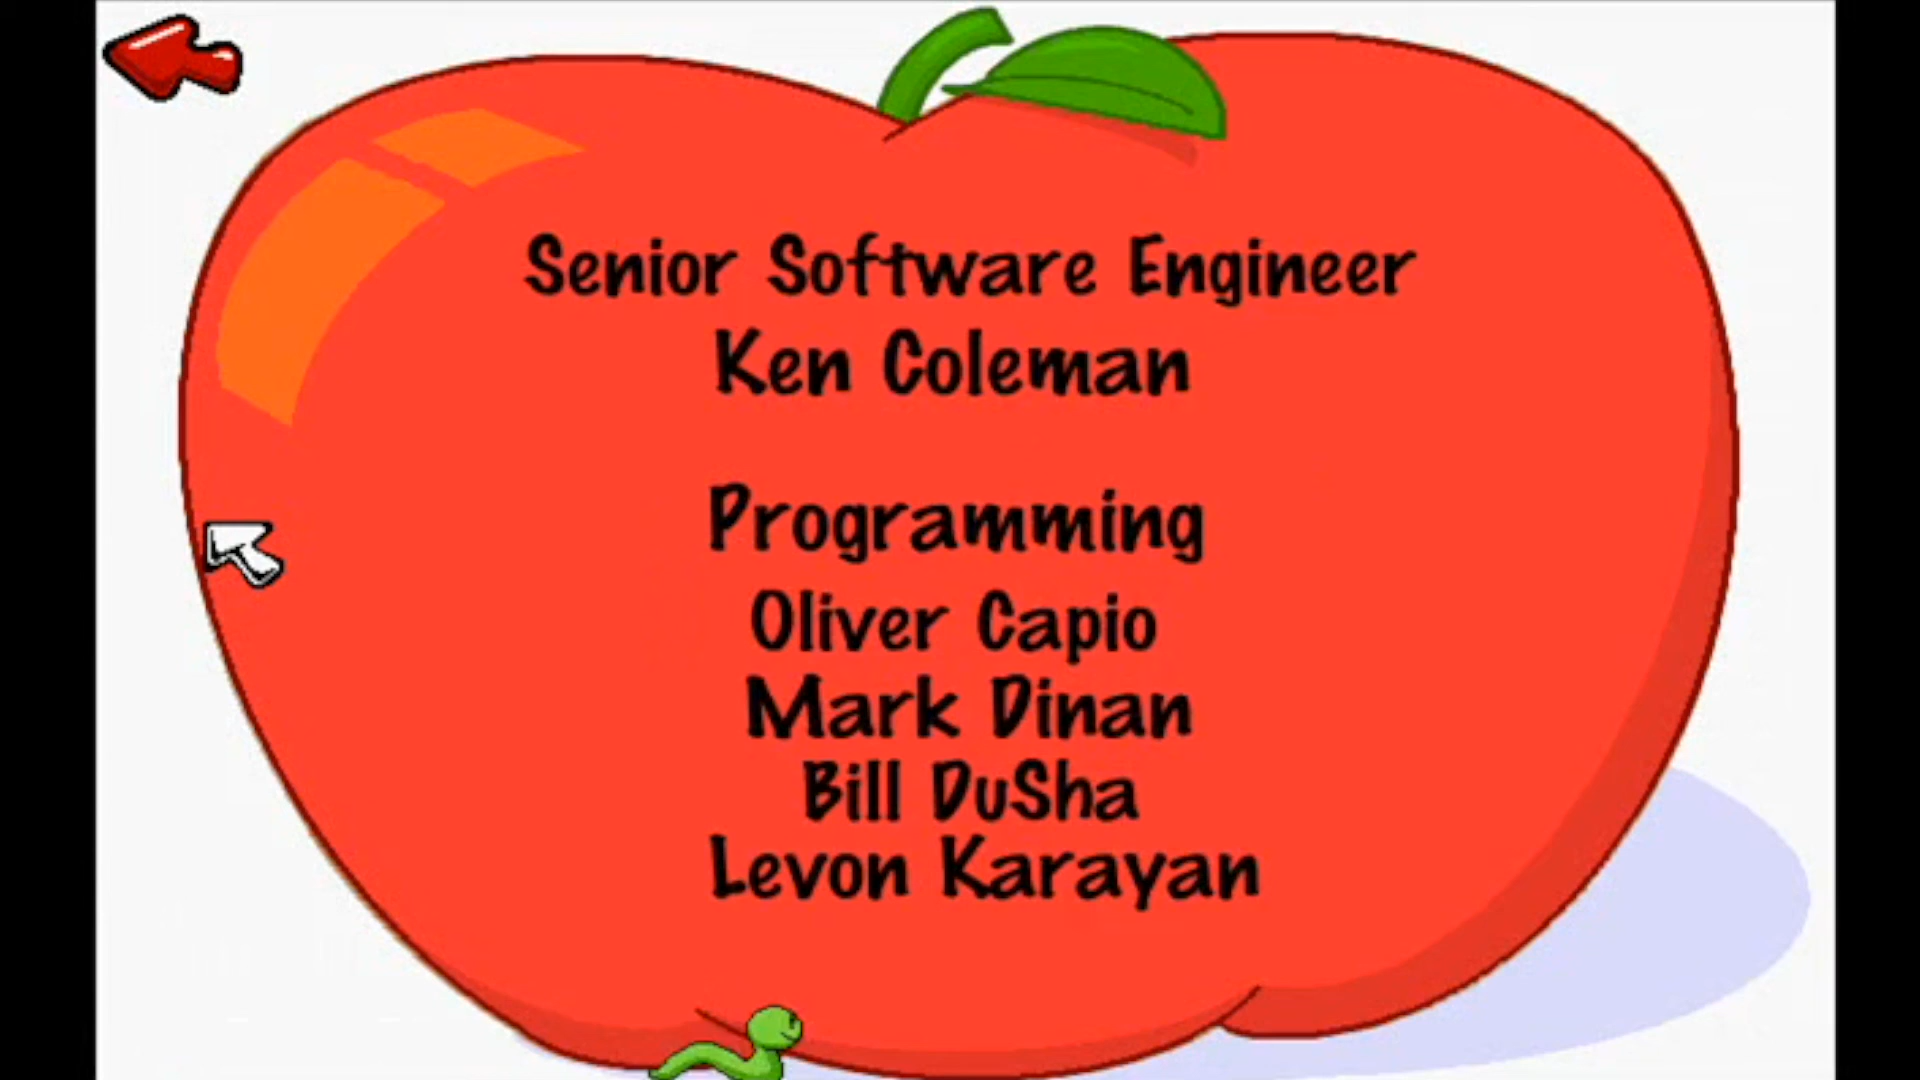 Senior Software Engineer
Ken Coleman
Programming
Oliver Capio
Mark Dinan
Bill DuSha
Levon Karayan